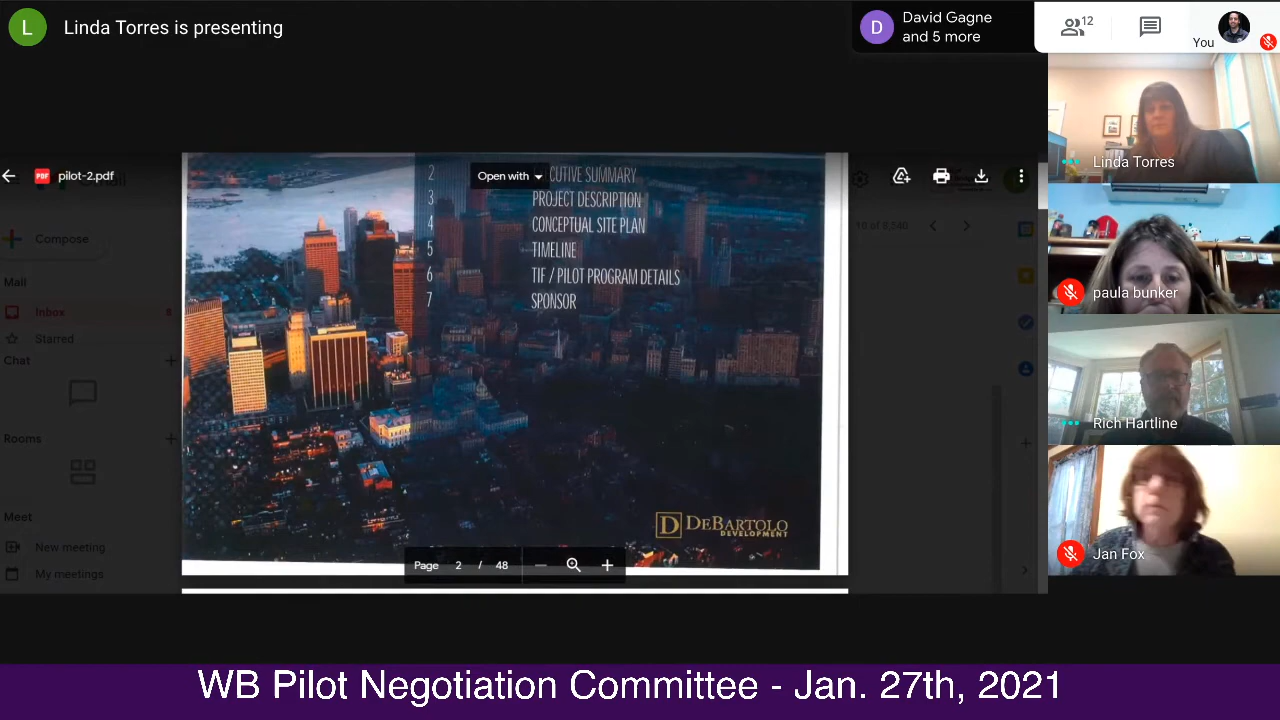 L
Linda Torres is presenting
D
David Gagne
and 5 more
12
You
pilot-2.pdf
Open with
2
CUTIVE SUMMARY
3
PROJECT DESCRIPTION
4
CONCEPTUAL SITE PLAN
5
TIMELINE
6
TIF / PILOT PROGRAM DETAILS
7
SPONSOR
Compose
Mail
Inbox
8
Starred
Chat
Rooms
Meet
New meeting
My meetings
D DEBARTOLO
DEVELOPMENT
Page 2 / 48
Linda Torres
paula bunker
Rich Hartline
Jan Fox
WB Pilot Negotiation Committee - Jan. 27th, 2021